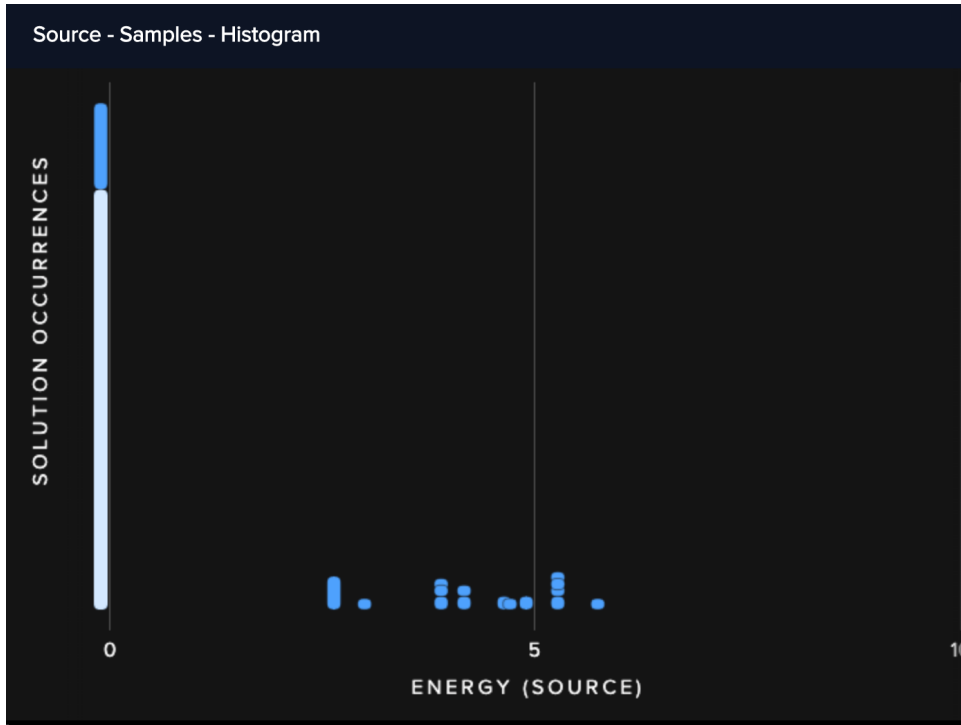 Source - Samples - Histogram
SOLUTION OCCURRENCES
0
5
ENERGY (SOURCE)